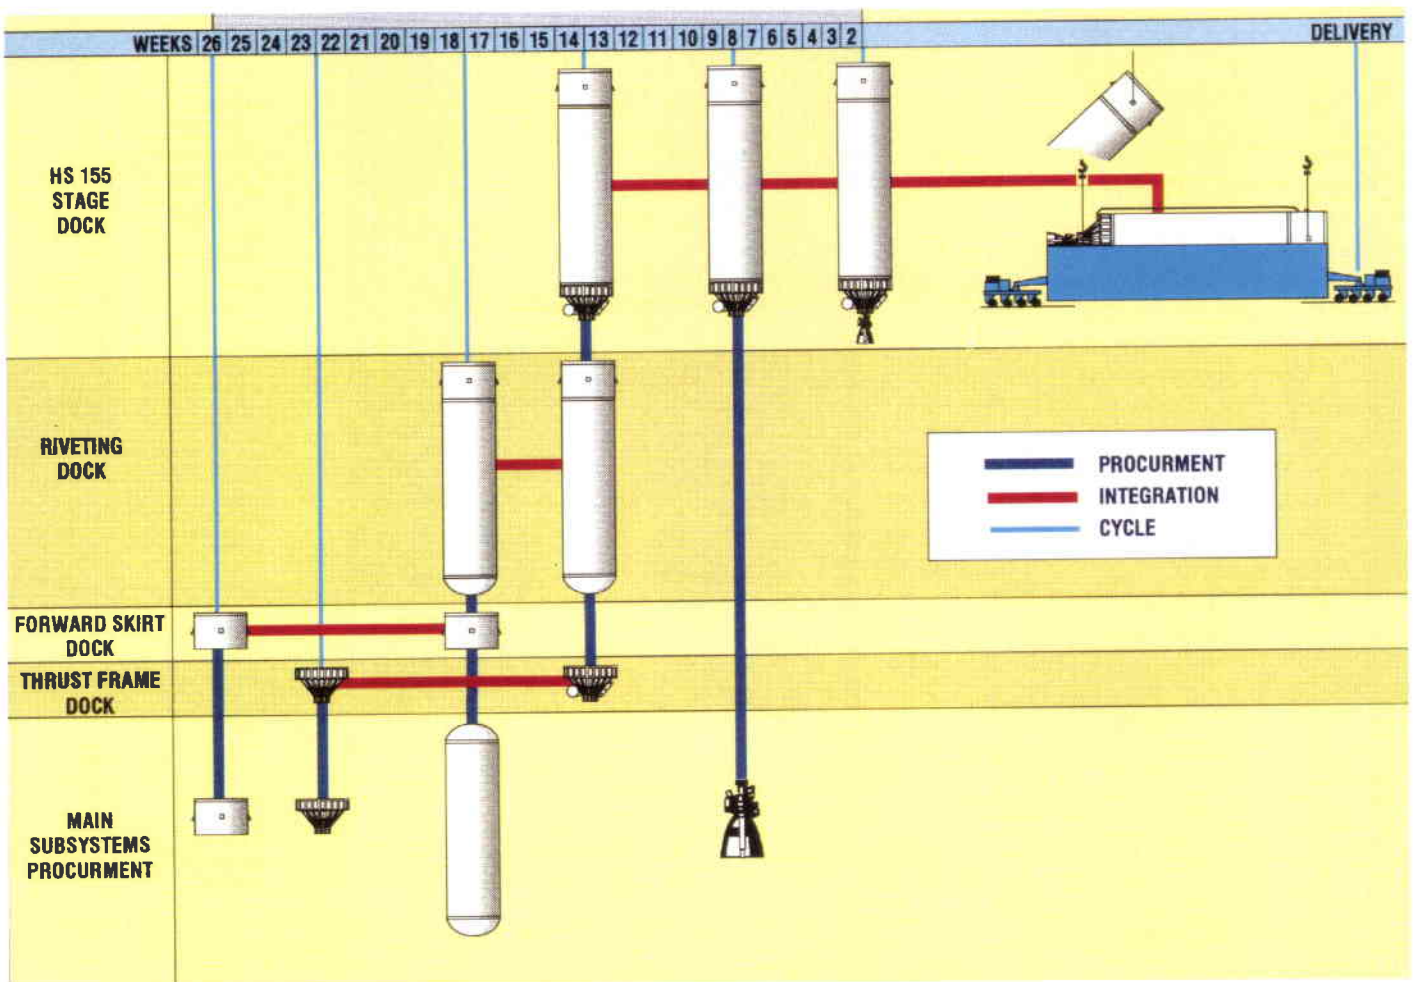 WEEKS 26 25 24 23 22 21 20 19 18 17 16 15 14 13 12 11 10 9 8 7 6 5 4 3 2 DELIVERY
HS 155
STAGE
DOCK
RIVETING
DOCK
PROCURMENT
INTEGRATION
CYCLE
FORWARD SKIRT
DOCK
THRUST FRAME
DOCK
MAIN
SUBSYSTEMS
PROCURMENT